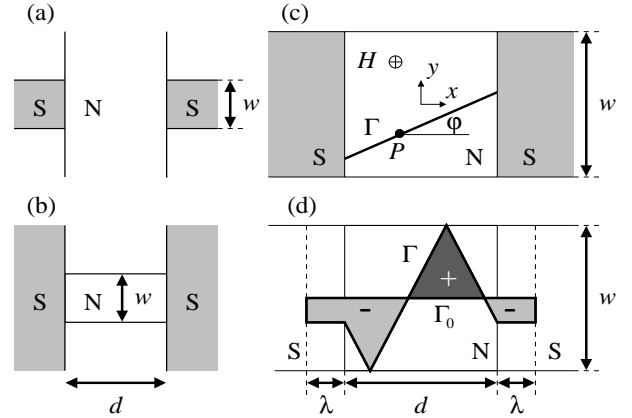 (a)
S N S w
(b)
S N w S
d
(c)
H ⊕ y
x
Γ φ
P
S N S
w
(d)
Γ
+
- -
Γ0
S N S
w
λ d λ